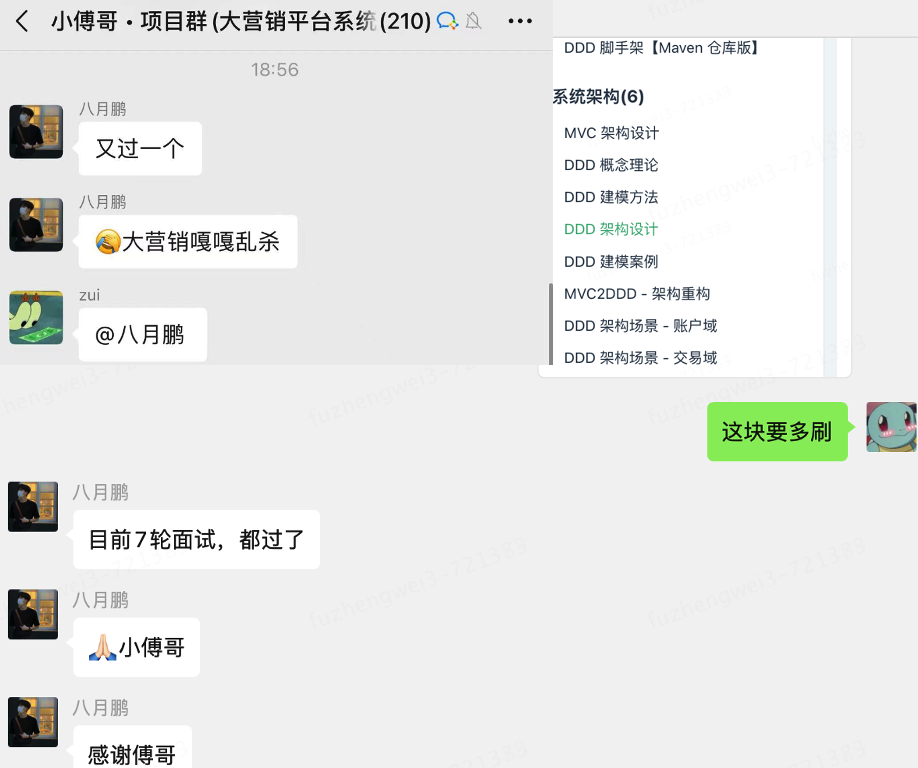 小傅哥 • 项目群 (大营销平台系统(210)
18:56
八月鹏
又过一个
八月鹏
🤣大营销嘎嘎乱杀
zui
@八月鹏
DDD 脚手架【Maven 仓库版】
系统架构(6)
MVC 架构设计
DDD 概念理论
DDD 建模方法
DDD 架构设计
DDD 建模案例
MVC2DDD - 架构重构
DDD 架构场景 - 账户域
DDD 架构场景 - 交易域
这块要多刷
八月鹏
目前7轮面试，都过了
八月鹏
🙏🏻小傅哥
八月鹏
感谢傅哥
fuzhengwei3-721383